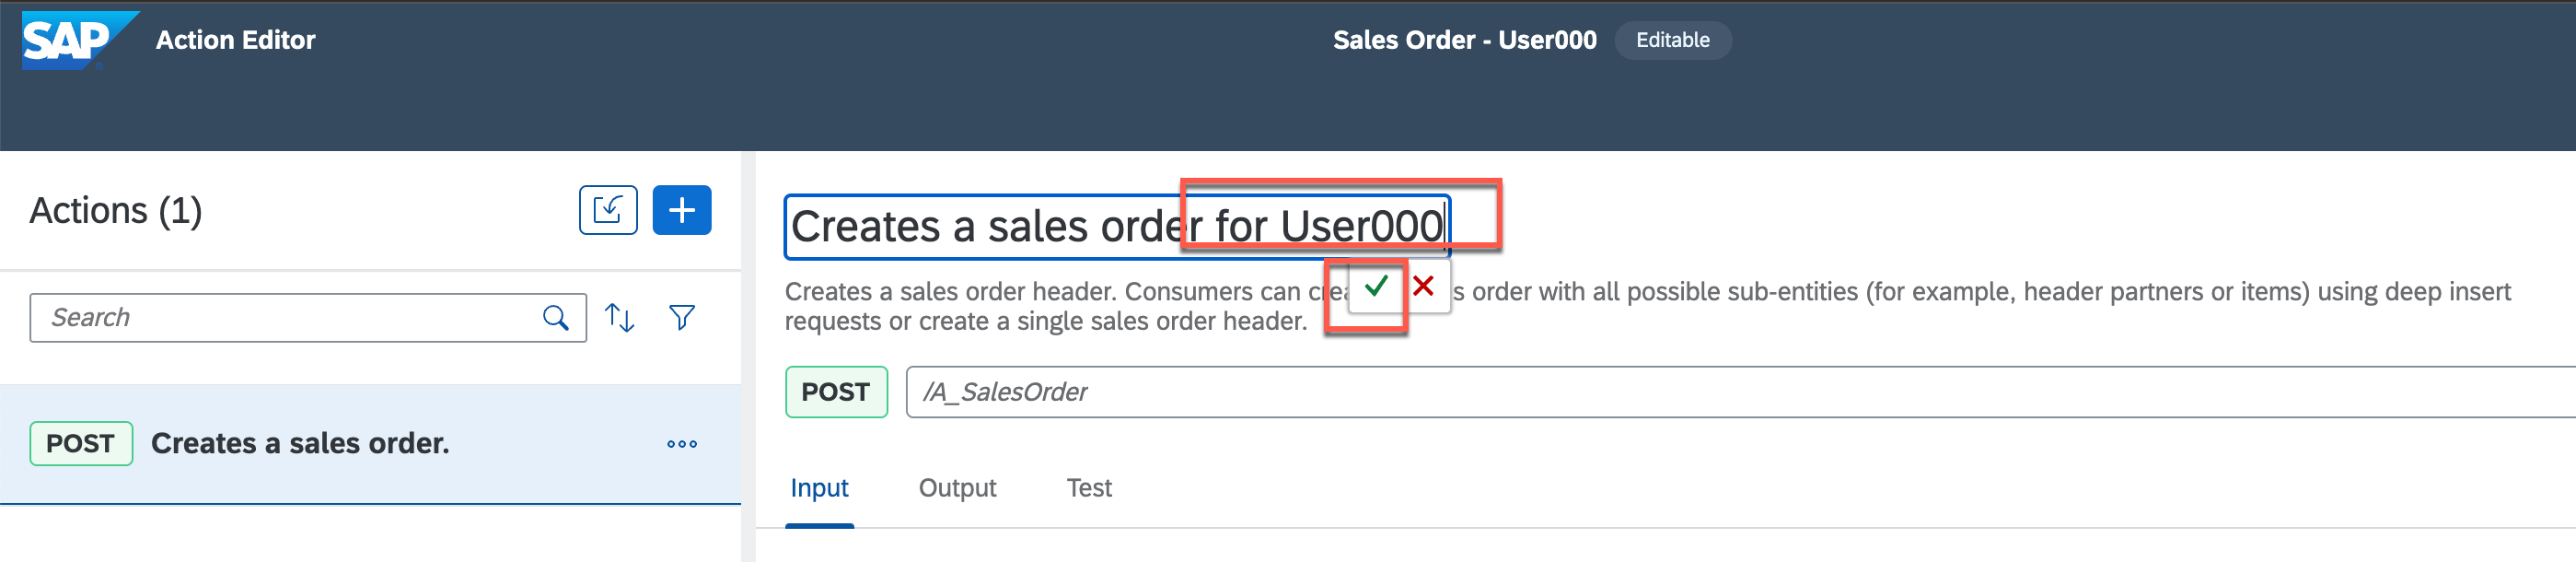 SAP Action Editor
Sales Order - User000 Editable
Actions (1)
Search
POST Creates a sales order.
Creates a sales order for User000
Creates a sales order header. Consumers can crea s order with all possible sub-entities (for example, header partners or items) using deep insert
requests or create a single sales order header.
POST /A_SalesOrder
Input Output Test